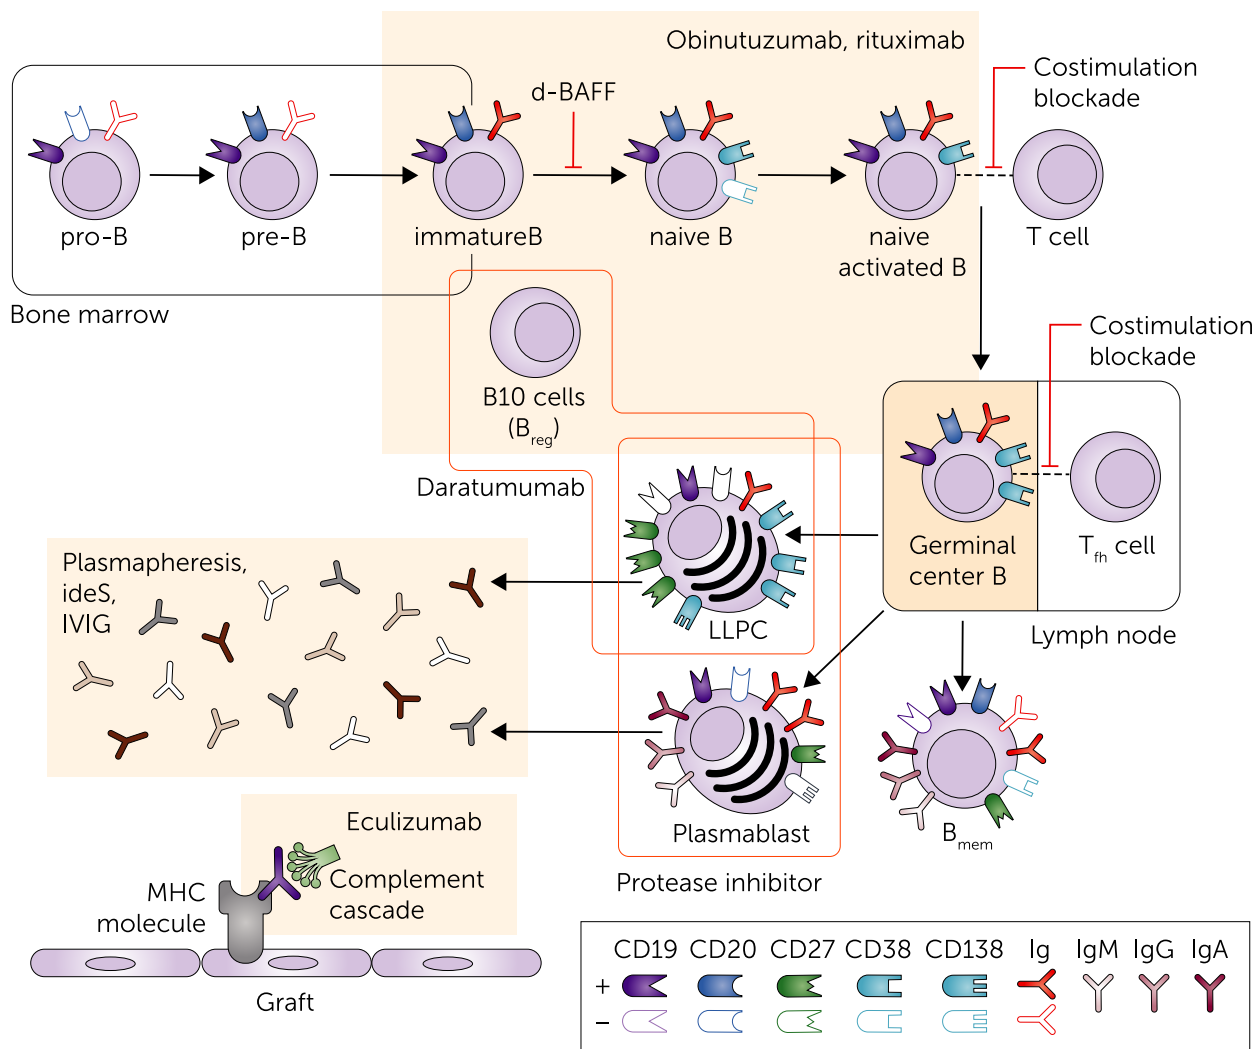 Obinutuzumab, rituximab
Costimulation
blockade
d-BAFF
pro-B
pre-B
immatureB
naive B
naive
activated B
T cell
Bone marrow
Costimulation
blockade
B10 cells
(Breg)
Daratumumab
Germinal
center B
Tfh cell
Lymph node
Plasmapheresis,
ideS,
IVIG
LLPC
Plasmablast
Bmem
Protease inhibitor
Eculizumab
MHC
molecule
Complement
cascade
Graft
CD19 CD20 CD27 CD38 CD138 Ig IgM IgG IgA
+
–